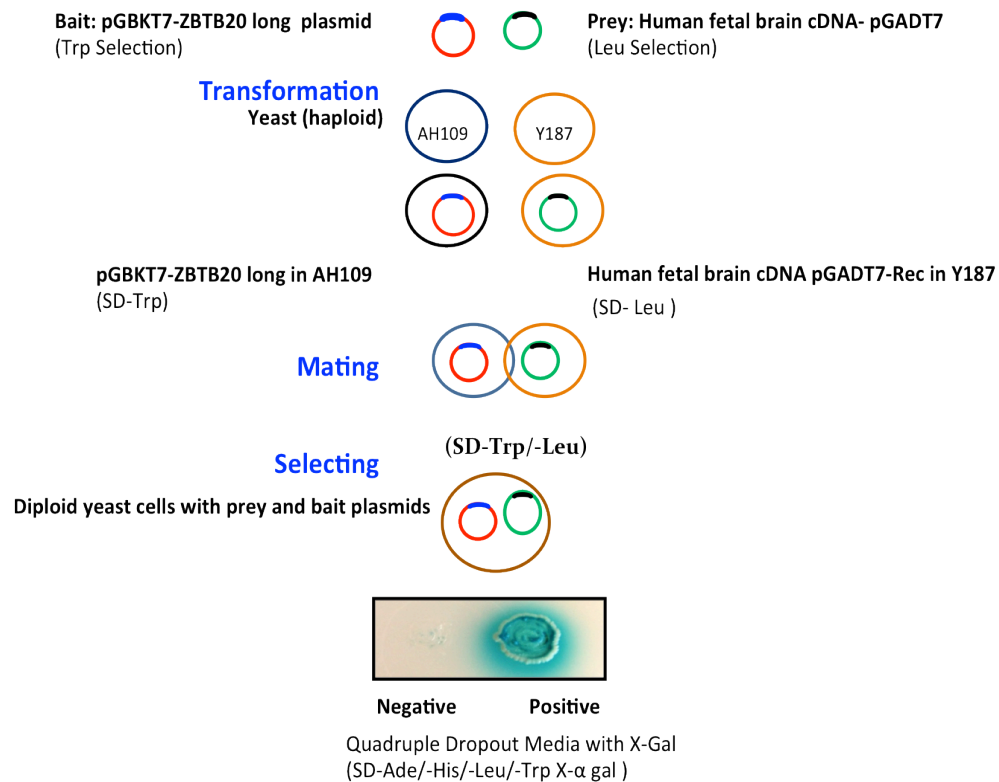 Bait: pGBKT7-ZBTB20 long plasmid
(Trp Selection)
Prey: Human fetal brain cDNA- pGADT7
(Leu Selection)
Transformation
Yeast (haploid)
AH109
Y187
pGBKT7-ZBTB20 long in AH109
(SD-Trp)
Human fetal brain cDNA pGADT7-Rec in Y187
(SD- Leu )
Mating
(SD-Trp/-Leu)
Selecting
Diploid yeast cells with prey and bait plasmids
Negative
Positive
Quadruple Dropout Media with X-Gal
(SD-Ade/-His/-Leu/-Trp X-α gal )